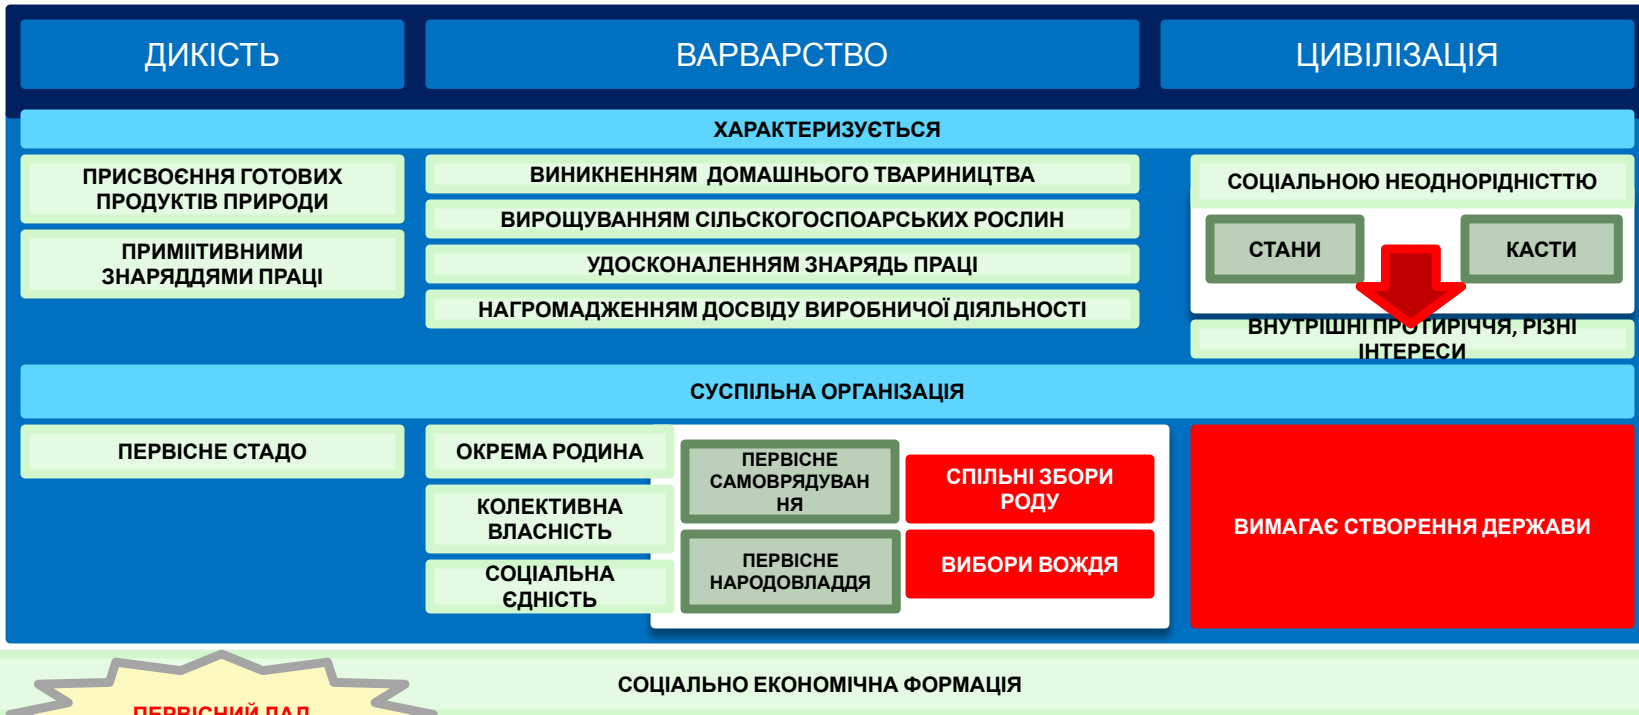 ДИКІСТЬ
ВАРВАРСТВО
ЦИВІЛІЗАЦІЯ
ХАРАКТЕРИЗУЄТЬСЯ
ПРИСВОЄННЯ ГОТОВИХ
ПРОДУКТІВ ПРИРОДИ
ПРИМІІТИВНИМИ
ЗНАРЯДДЯМИ ПРАЦІ
ВИНИКНЕННЯМ ДОМАШНЬОГО ТВАРИНИЦТВА
ВИРОЩУВАННЯМ СІЛЬСКОГОСПОАРСЬКИХ РОСЛИН
УДОСКОНАЛЕННЯМ ЗНАРЯДЬ ПРАЦІ
НАГРОМАДЖЕННЯМ ДОСВІДУ ВИРОБНИЧОЇ ДІЯЛЬНОСТІ
СОЦІАЛЬНОЮ НЕОДНОРІДНІСТТЮ
СТАНИ
КАСТИ
ВНУТРІШНІ ПРОТИРІЧЧЯ, РІЗНІ
ІНТЕРЕСИ
СУСПІЛЬНА ОРГАНІЗАЦІЯ
ПЕРВІСНЕ СТАДО
ОКРЕМА РОДИНА
КОЛЕКТИВНА
ВЛАСНІСТЬ
СОЦІАЛЬНА
ЄДНІСТЬ
ПЕРВІСНЕ
САМОВРЯДУВАН
НЯ
ПЕРВІСНЕ
НАРОДОВЛАДДЯ
СПІЛЬНІ ЗБОРИ
РОДУ
ВИБОРИ ВОЖДЯ
ВИМАГАЄ СТВОРЕННЯ ДЕРЖАВИ
СОЦІАЛЬНО ЕКОНОМІЧНА ФОРМАЦІЯ
ПЕРВІСНИЙ ЛАД